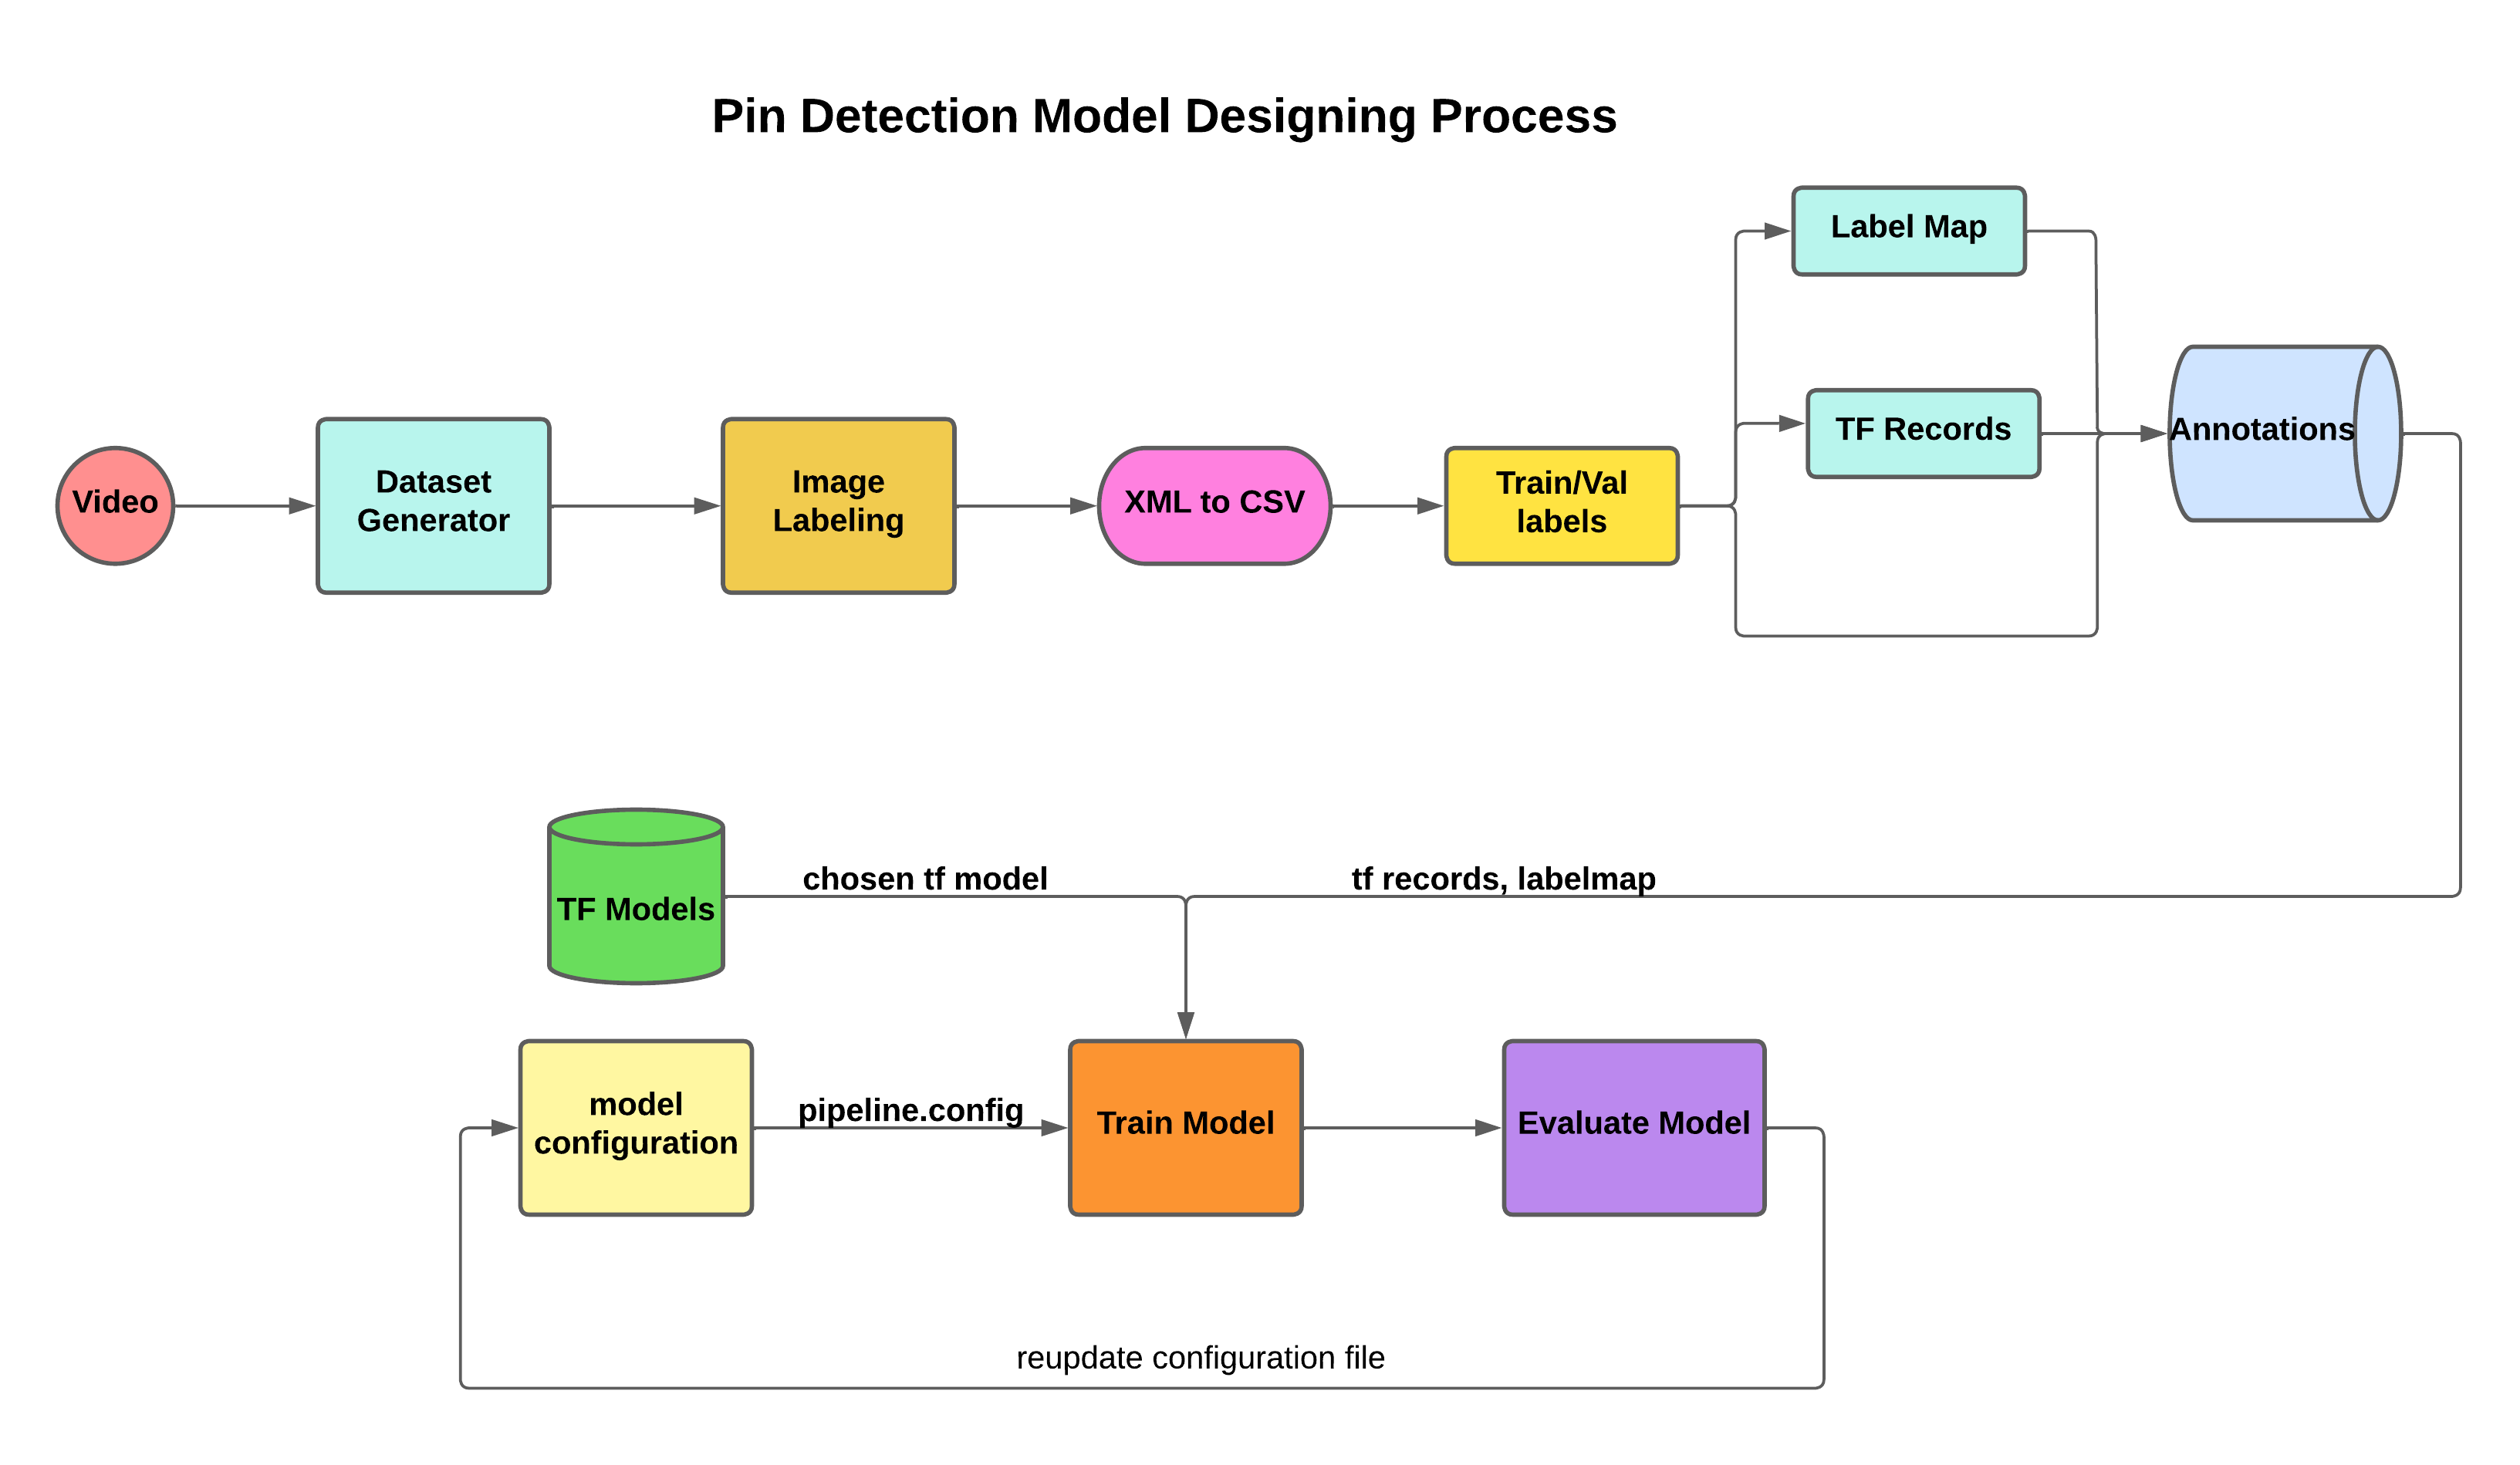 Pin Detection Model Designing Process
Label Map
TF Records
Annotations
Video
Dataset
Generator
Image
Labeling
XML to CSV
Train/Val
labels
TF Models
chosen tf model
tf records, labelmap
model
configuration
pipeline.config
Train Model
Evaluate Model
reupdate configuration file